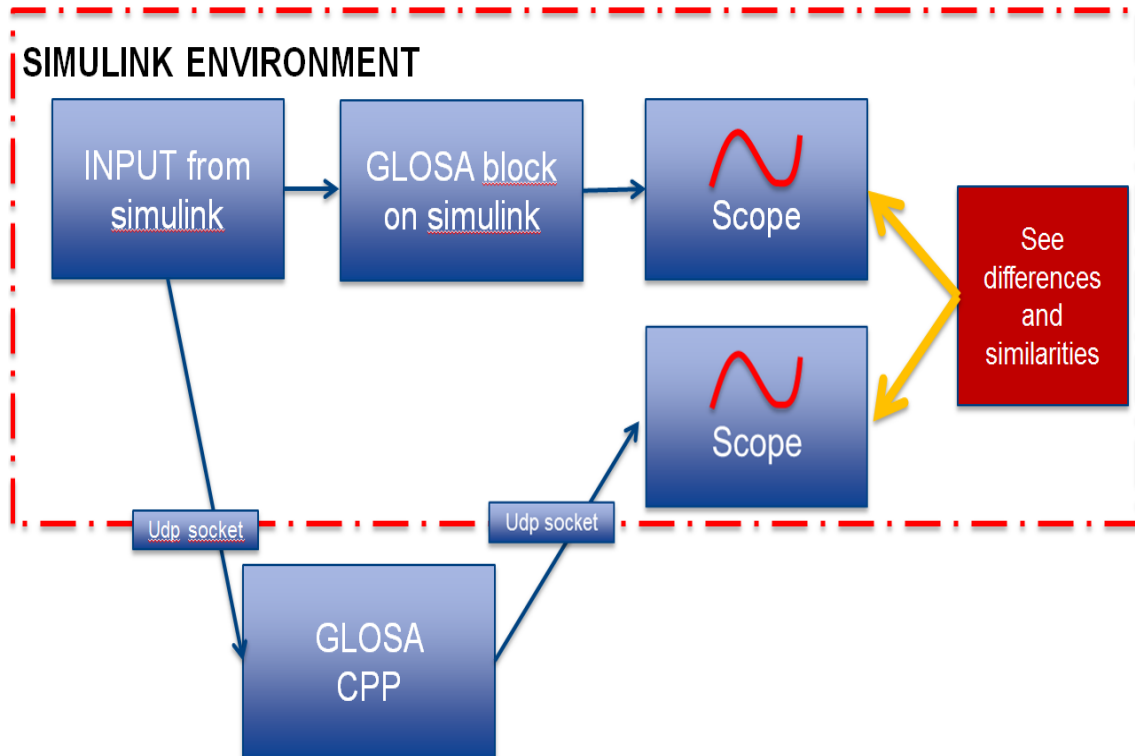 SIMULINK ENVIRONMENT
INPUT from
simulink
GLOSA block
on simulink
Scope
See
differences
and
similarities
Scope
Udp socket
Udp socket
GLOSA
CPP